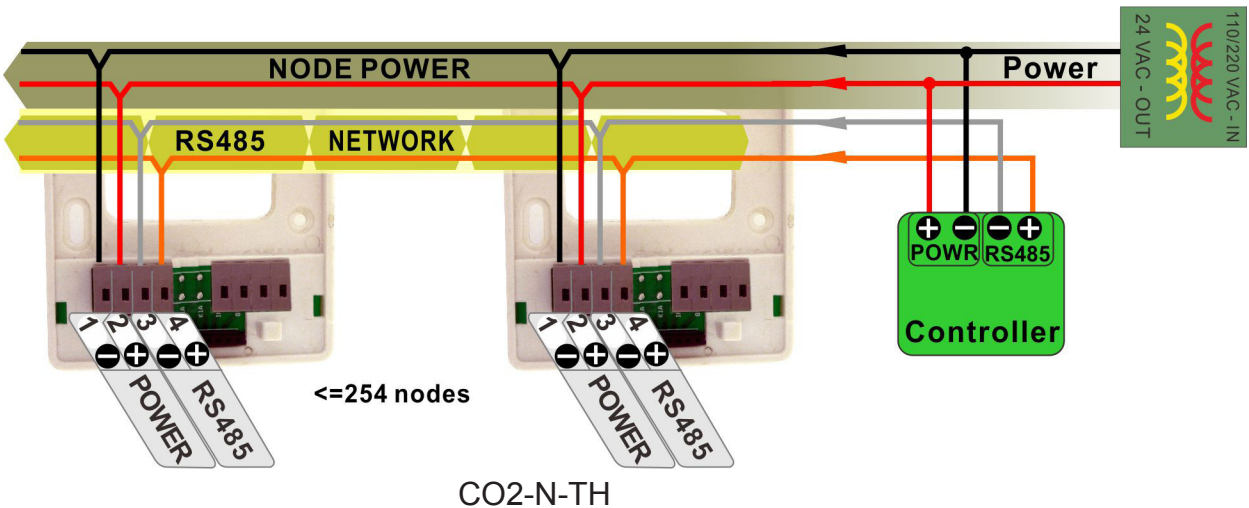 110/220 VAC - IN
24 VAC - OUT
NODE POWER
Power
RS485 NETWORK
POWR RS485
Controller
1 2 3 4
POWER
RS485
1 2 3 4
POWER
RS485
<=254 nodes
CO2-N-TH